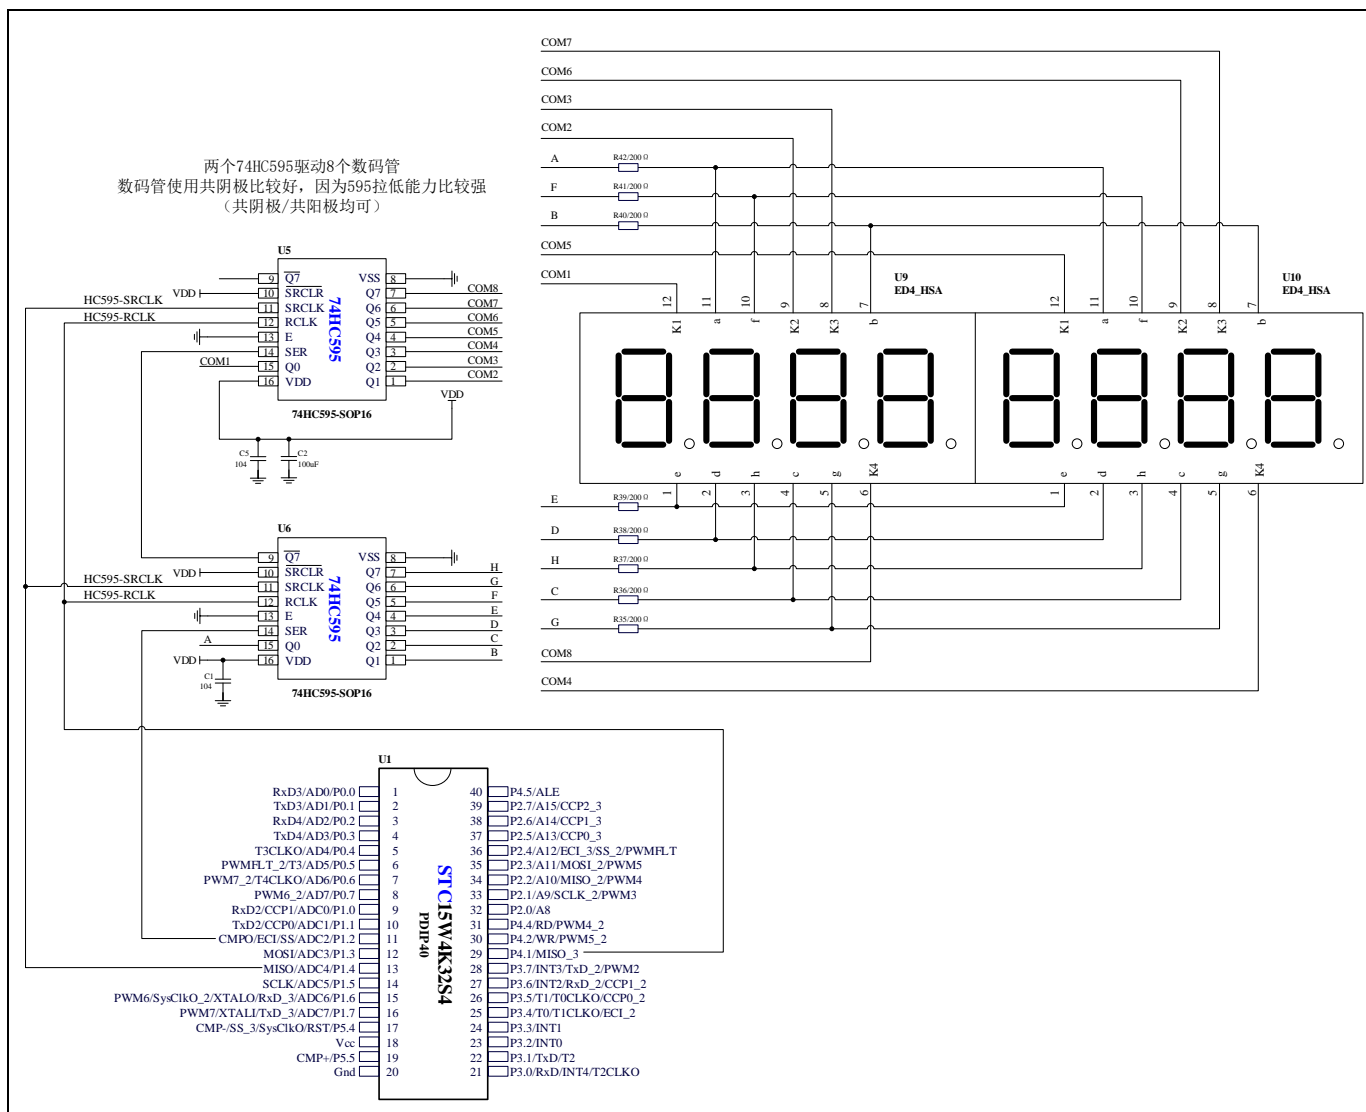 COM7
COM6
COM3
COM2
A R42/200Ω
F R41/200Ω
B R40/200Ω
COM5
COM1
两个74HC595驱动8个数码管
数码管使用共阴极比较好，因为595拉低能力比较强
（共阴极/共阳极均可）
U5
9 Q7 VSS 8
VDD 10 SRCLR Q7 7 COM8
HC595-SRCLK 11 SRCLK Q6 6 COM7
HC595-RCLK 12 RCLK Q5 5 COM6
13 E Q4 4 COM5
14 SER Q3 3 COM4
COM1 15 Q0 Q2 2 COM3
16 VDD Q1 1 COM2
74HC595
74HC595-SOP16
VDD
C5
104
C2
100uF
U9
ED4_HSA
12 11 10 9 8 7
K1 a f K2 K3 b
e d h c g K4
1 2 3 4 5 6
U10
ED4_HSA
12 11 10 9 8 7
K1 a f K2 K3 b
e d h c g K4
1 2 3 4 5 6
E R39/200Ω
D R38/200Ω
H R37/200Ω
C R36/200Ω
G R35/200Ω
COM8
COM4
U6
9 Q7 VSS 8
VDD 10 SRCLR Q7 7 H
HC595-SRCLK 11 SRCLK Q6 6 G
HC595-RCLK 12 RCLK Q5 5 F
13 E Q4 4 E
14 SER Q3 3 D
A 15 Q0 Q2 2 C
VDD 16 VDD Q1 1 B
74HC595
74HC595-SOP16
C1
104
U1
RxD3/AD0/P0.0 1 40 P4.5/ALE
TxD3/AD1/P0.1 2 39 P2.7/A15/CCP2_3
RxD4/AD2/P0.2 3 38 P2.6/A14/CCP1_3
TxD4/AD3/P0.3 4 37 P2.5/A13/CCP0_3
T3CLKO/AD4/P0.4 5 36 P2.4/A12/ECI_3/SS_2/PWMFLT
PWMFLT_2/T3/AD5/P0.5 6 35 P2.3/A11/MOSI_2/PWM5
PWM7_2/T4CLKO/AD6/P0.6 7 34 P2.2/A10/MISO_2/PWM4
PWM6_2/AD7/P0.7 8 33 P2.1/A9/SCLK_2/PWM3
RxD2/CCP1/ADC0/P1.0 9 32 P2.0/A8
TxD2/CCP0/ADC1/P1.1 10 31 P4.4/RD/PWM4_2
CMPO/ECI/SS/ADC2/P1.2 11 30 P4.2/WR/PWM5_2
MOSI/ADC3/P1.3 12 29 P4.1/MISO_3
MISO/ADC4/P1.4 13 28 P3.7/INT3/TxD_2/PWM2
SCLK/ADC5/P1.5 14 27 P3.6/INT2/RxD_2/CCP1_2
PWM6/SysClkO_2/XTALO/RxD_3/ADC6/P1.6 15 26 P3.5/T1/T0CLKO/CCP0_2
PWM7/XTALI/TxD_3/ADC7/P1.7 16 25 P3.4/T0/T1CLKO/ECI_2
CMP-/SS_3/SysClkO/RST/P5.4 17 24 P3.3/INT1
Vcc 18 23 P3.2/INT0
CMP+/P5.5 19 22 P3.1/TxD/T2
Gnd 20 21 P3.0/RxD/INT4/T2CLKO
STC15W4K32S4
PDIP40